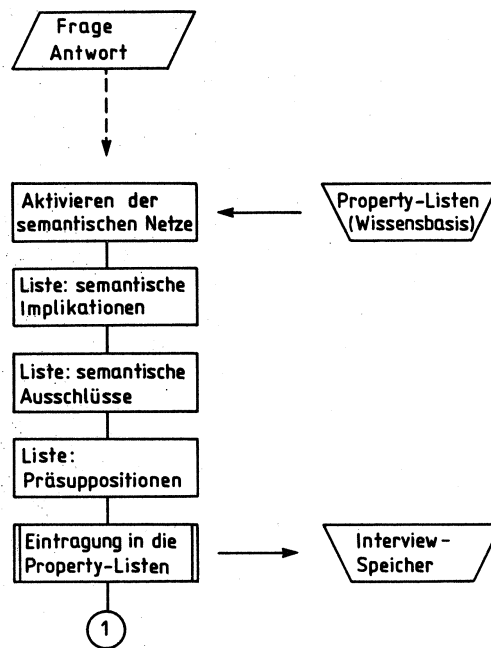 Frage
Antwort
Aktivieren der
semantischen Netze
Property-Listen
(Wissensbasis)
Liste: semantische
Implikationen
Liste: semantische
Ausschlüsse
Liste:
Präsuppositionen
Eintragung in die
Property-Listen
Interview-
Speicher
1